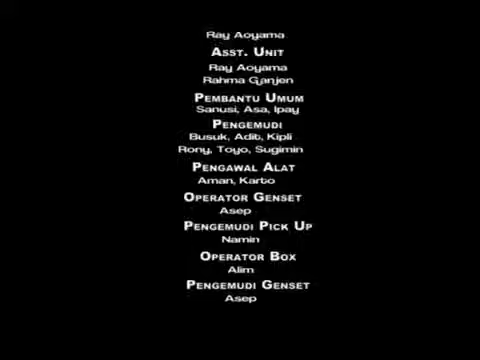 Ray Aoyama
Asst. Unit
Ray Aoyama
Rahma Ganjen
Pembantu Umum
Sanusi, Asa, Ipay
Pengemudi
Busuk, Adit, Kipli
Rony, Toyo, Sugimin
Pengawal Alat
Aman, Karto
Operator Genset
Asep
Pengemudi Pick Up
Namin
Operator Box
Alim
Pengemudi Genset
Asep